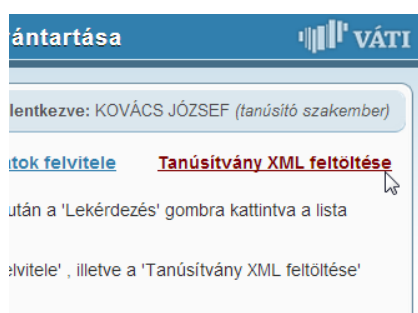 ántartása
VÁTI
lentkezve: KOVÁCS JÓZSEF (tanúsító szakember)
tok felvitele Tanúsítvány XML feltöltése
után a 'Lekérdezés' gombra kattintva a lista
elvitele' , illetve a 'Tanúsítvány XML feltöltése'